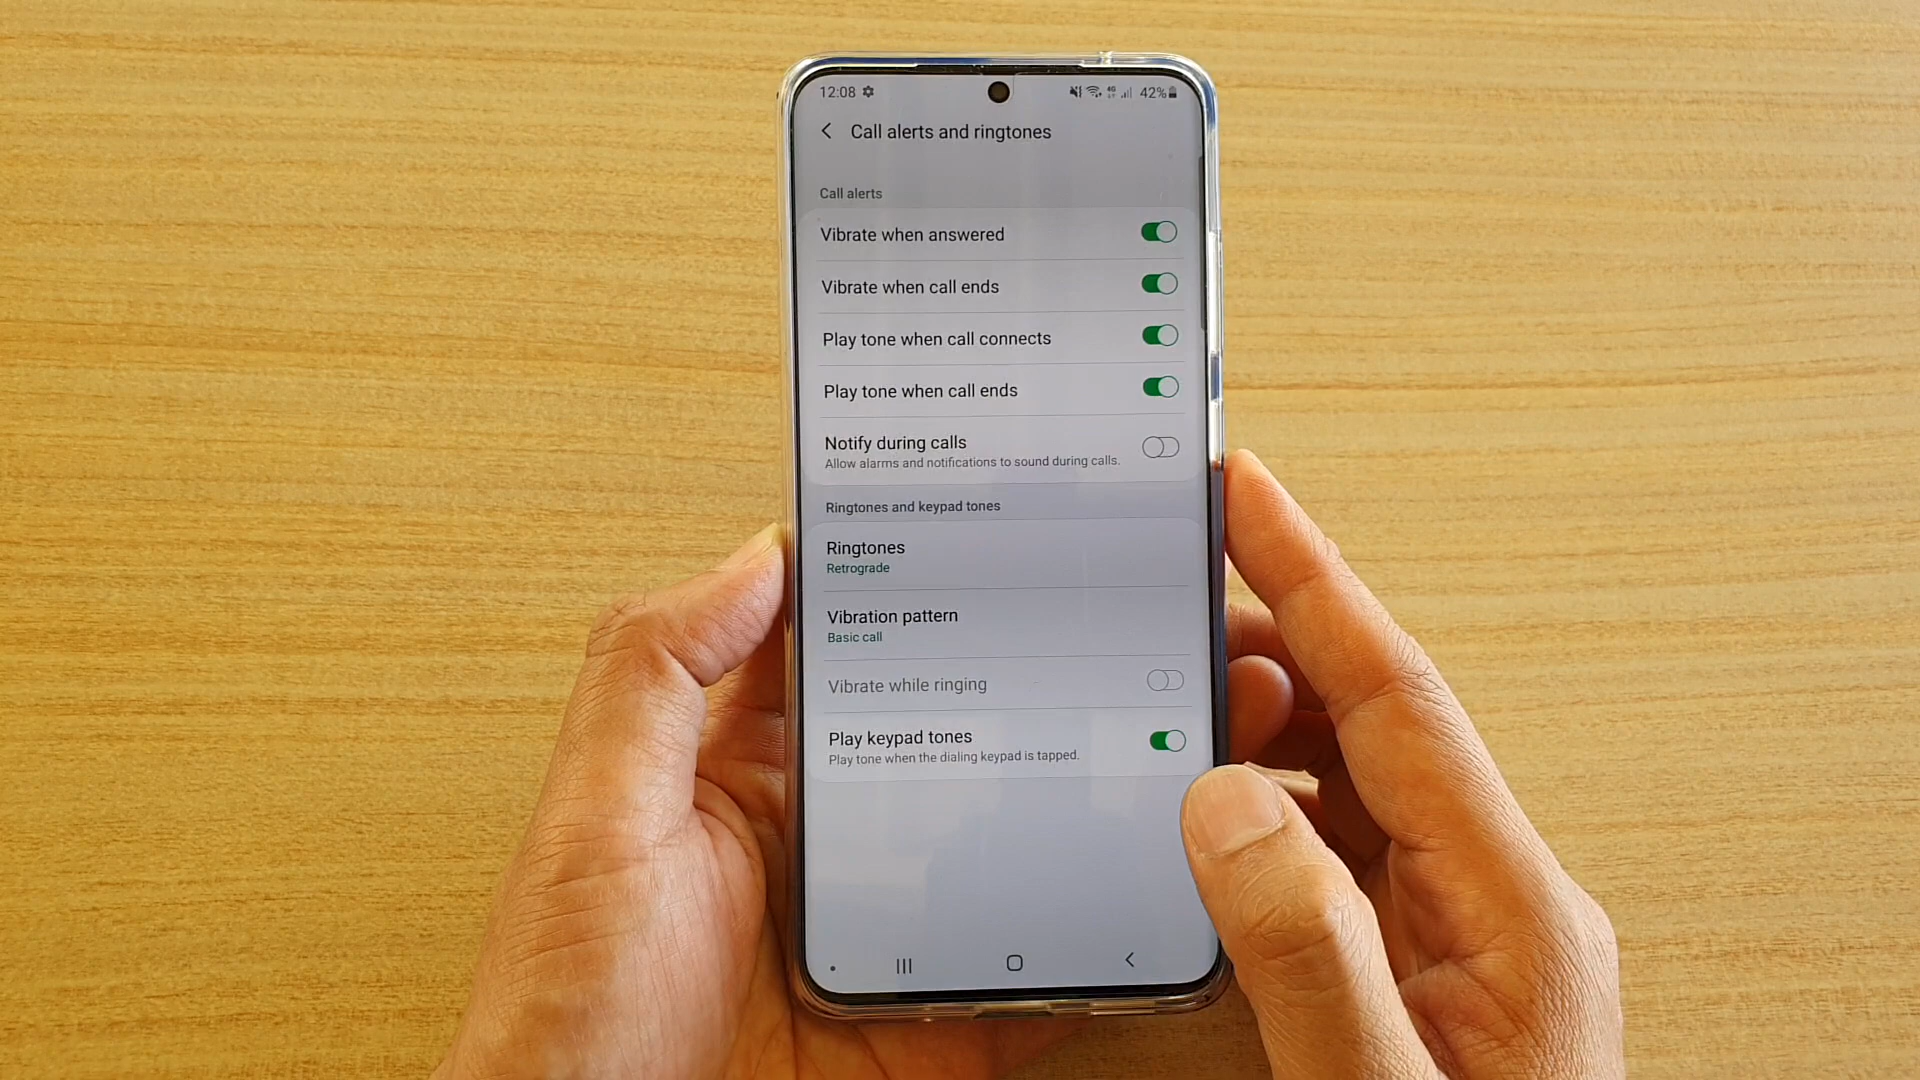 12:08
4G 42%
Call alerts and ringtones
Call alerts
Vibrate when answered
Vibrate when call ends
Play tone when call connects
Play tone when call ends
Notify during calls
Allow alarms and notifications to sound during calls.
Ringtones and keypad tones
Ringtones
Retrograde
Vibration pattern
Basic call
Vibrate while ringing
Play keypad tones
Play tone when the dialing keypad is tapped.